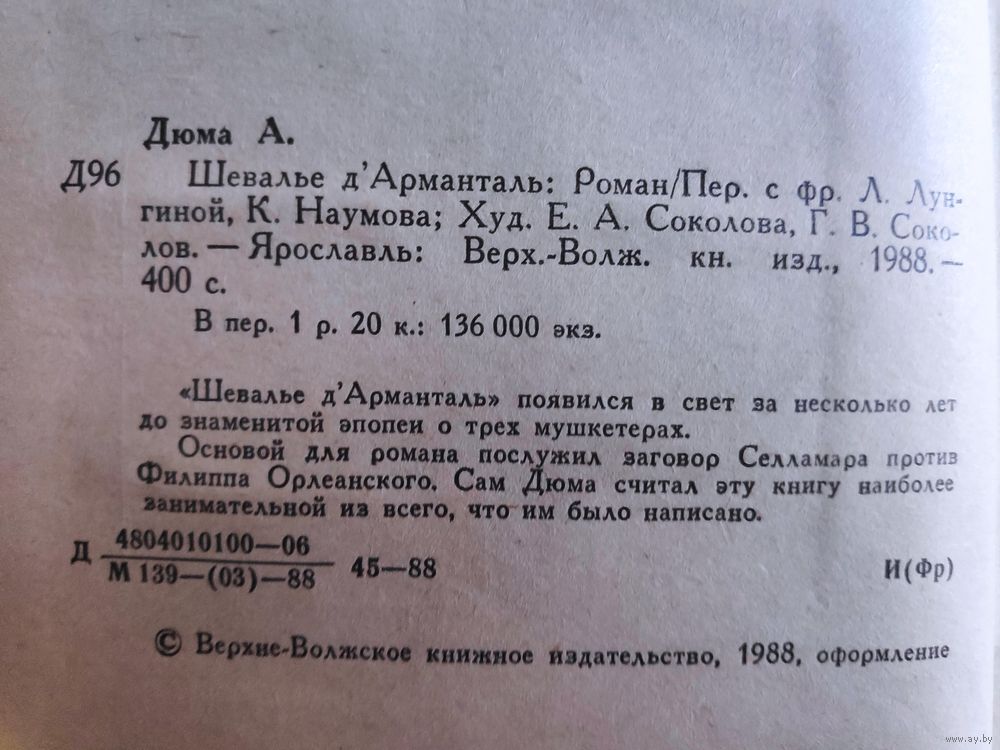 Дюма А.
Д96 Шевалье д'Арманталь: Роман/Пер. с фр. Л. Лун-
гиной, К. Наумова; Худ. Е. А. Соколова, Г. В. Соко-
лов. — Ярославль: Верх.-Волж. кн. изд., 1988. —
400 с.
В пер. 1 р. 20 к.: 136 000 экз.
«Шевалье д'Арманталь» появился в свет за несколько лет
до знаменитой эпопеи о трех мушкетерах.
Основой для романа послужил заговор Селламара против
Филиппа Орлеанского. Сам Дюма считал эту книгу наиболее
занимательной из всего, что им было написано.
Д 4804010100—06
М 139—(03)—88 45—88 И(Фр)
© Верхне-Волжское книжное издательство, 1988, оформление
www.ay.by